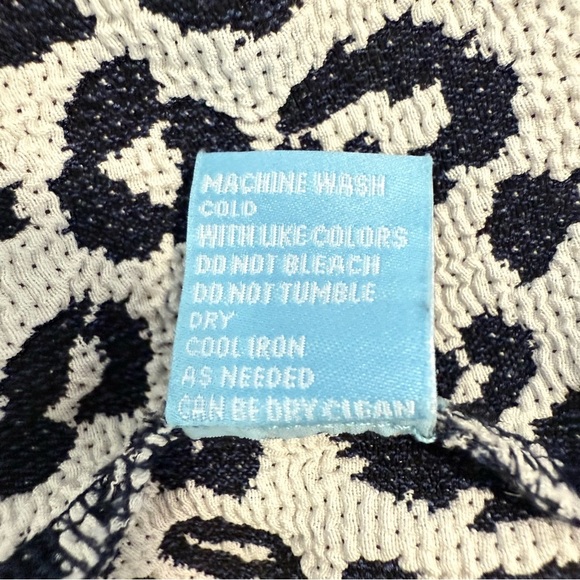 MACHINE WASH
COLD
WITH LIKE COLORS
DO NOT BLEACH
DO NOT TUMBLE
DRY
COOL IRON
AS NEEDED
CAN BE DRY CLEAN